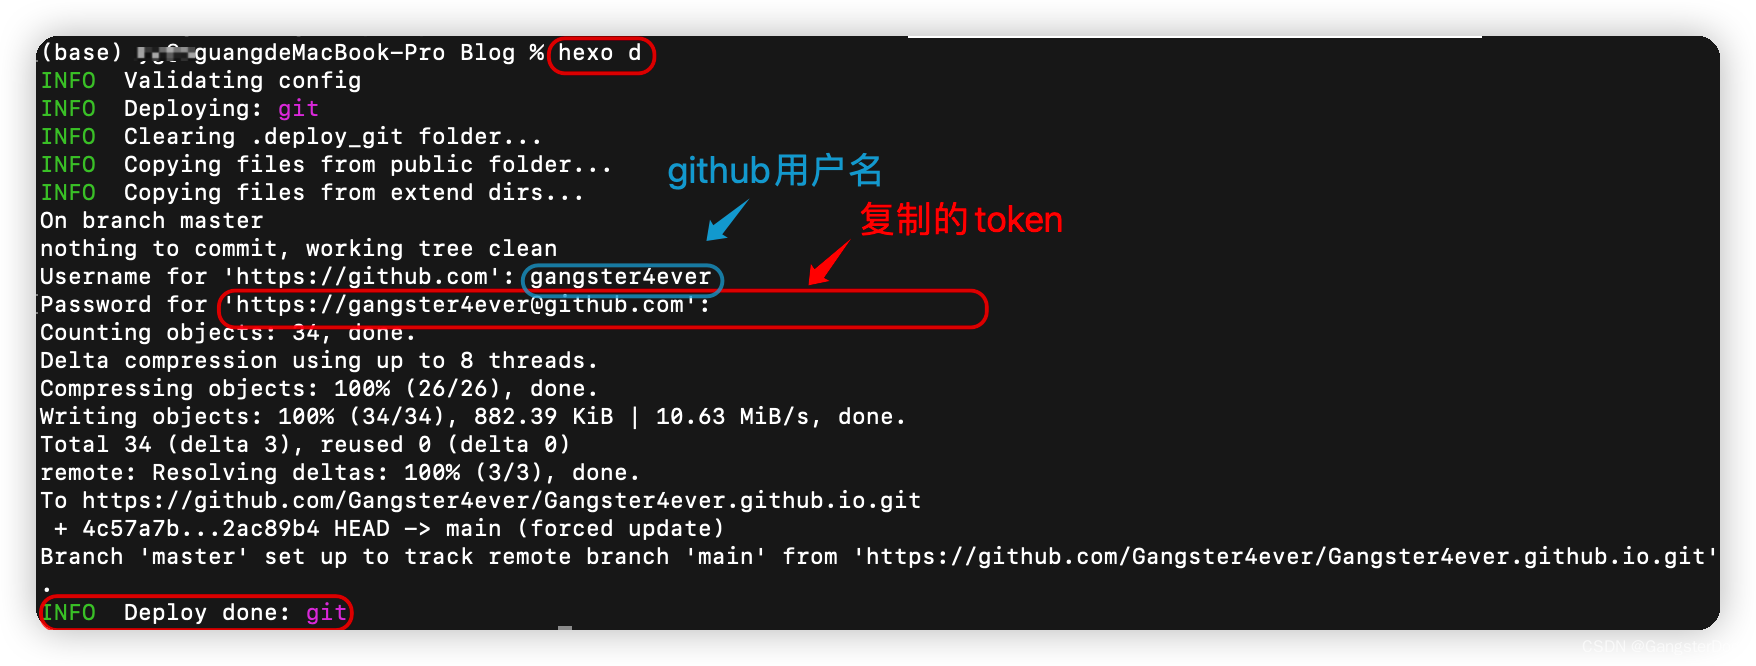 (base) guangdeMacBook-Pro Blog % hexo d
INFO  Validating config
INFO  Deploying: git
INFO  Clearing .deploy_git folder...
INFO  Copying files from public folder...
INFO  Copying files from extend dirs...
github用户名
On branch master
复制的token
nothing to commit, working tree clean
Username for 'https://github.com': gangster4ever
Password for 'https://gangster4ever@github.com':
Counting objects: 34, done.
Delta compression using up to 8 threads.
Compressing objects: 100% (26/26), done.
Writing objects: 100% (34/34), 882.39 KiB | 10.63 MiB/s, done.
Total 34 (delta 3), reused 0 (delta 0)
remote: Resolving deltas: 100% (3/3), done.
To https://github.com/Gangster4ever/Gangster4ever.github.io.git
 + 4c57a7b...2ac89b4 HEAD -> main (forced update)
Branch 'master' set up to track remote branch 'main' from 'https://github.com/Gangster4ever/Gangster4ever.github.io.git'
.
INFO  Deploy done: git
CSDN